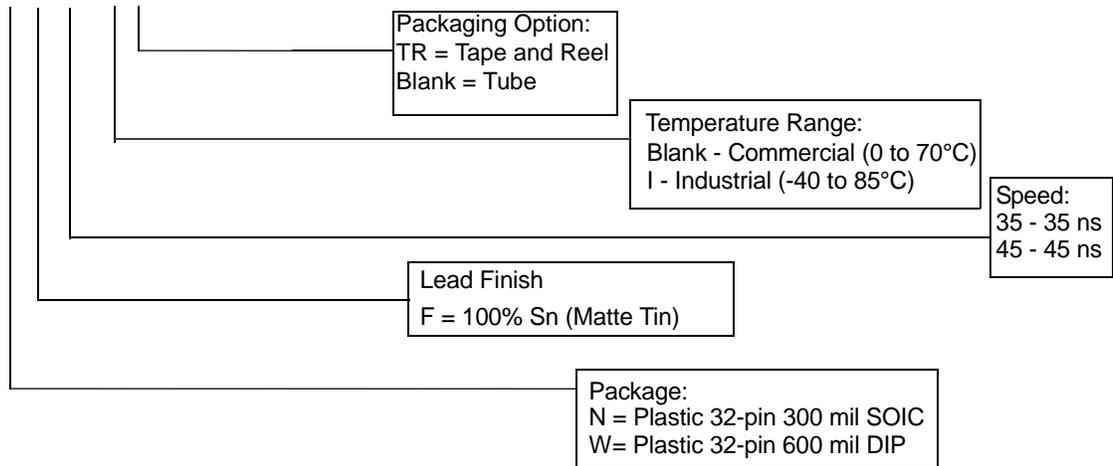 Packaging Option:
TR = Tape and Reel
Blank = Tube
Temperature Range:
Blank - Commercial (0 to 70°C)
I - Industrial (-40 to 85°C)
Speed:
35 - 35 ns
45 - 45 ns
Lead Finish
F = 100% Sn (Matte Tin)
Package:
N = Plastic 32-pin 300 mil SOIC
W= Plastic 32-pin 600 mil DIP